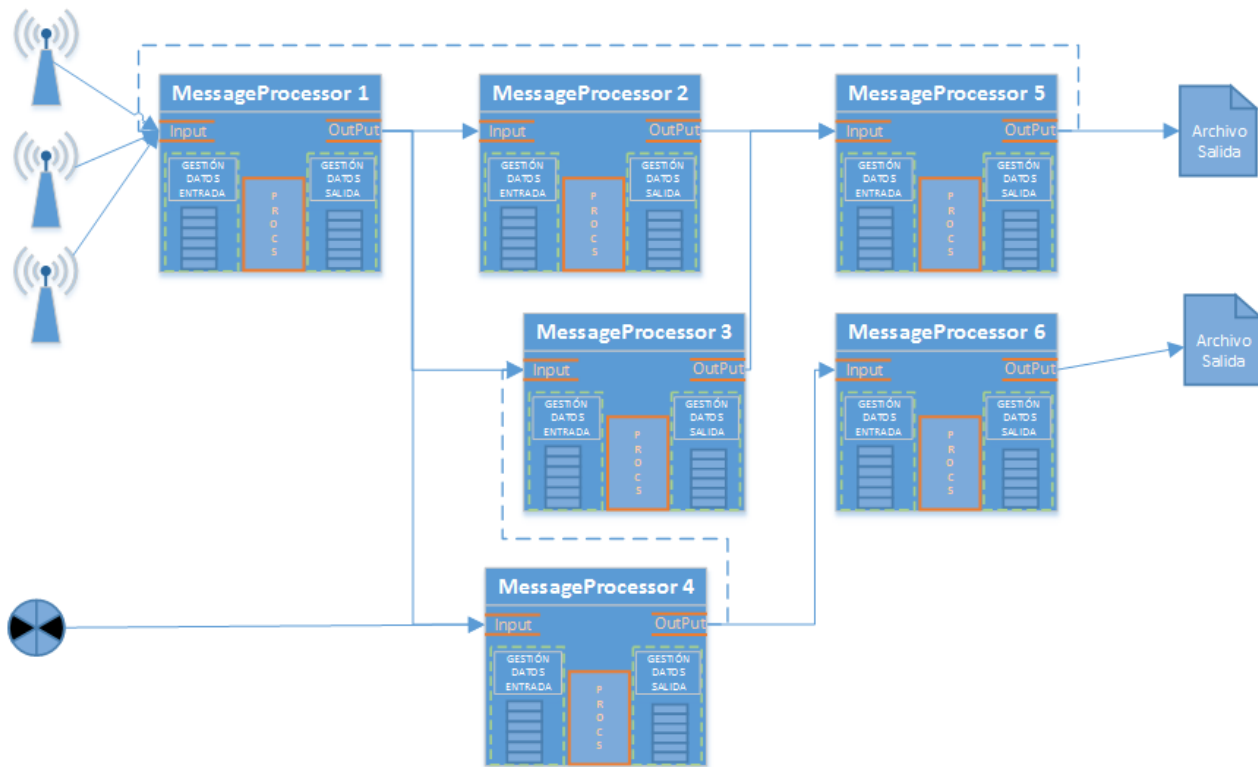 MessageProcessor 1
Input
OutPut
GESTIÓN
DATOS
ENTRADA
P
R
O
C
S
GESTIÓN
DATOS
SALIDA
MessageProcessor 2
Input
OutPut
GESTIÓN
DATOS
ENTRADA
P
R
O
C
S
GESTIÓN
DATOS
SALIDA
MessageProcessor 5
Input
OutPut
GESTIÓN
DATOS
ENTRADA
P
R
O
C
S
GESTIÓN
DATOS
SALIDA
Archivo
Salida
MessageProcessor 3
Input
OutPut
GESTIÓN
DATOS
ENTRADA
P
R
O
C
S
GESTIÓN
DATOS
SALIDA
MessageProcessor 6
Input
OutPut
GESTIÓN
DATOS
ENTRADA
P
R
O
C
S
GESTIÓN
DATOS
SALIDA
Archivo
Salida
MessageProcessor 4
Input
OutPut
GESTIÓN
DATOS
ENTRADA
P
R
O
C
S
GESTIÓN
DATOS
SALIDA